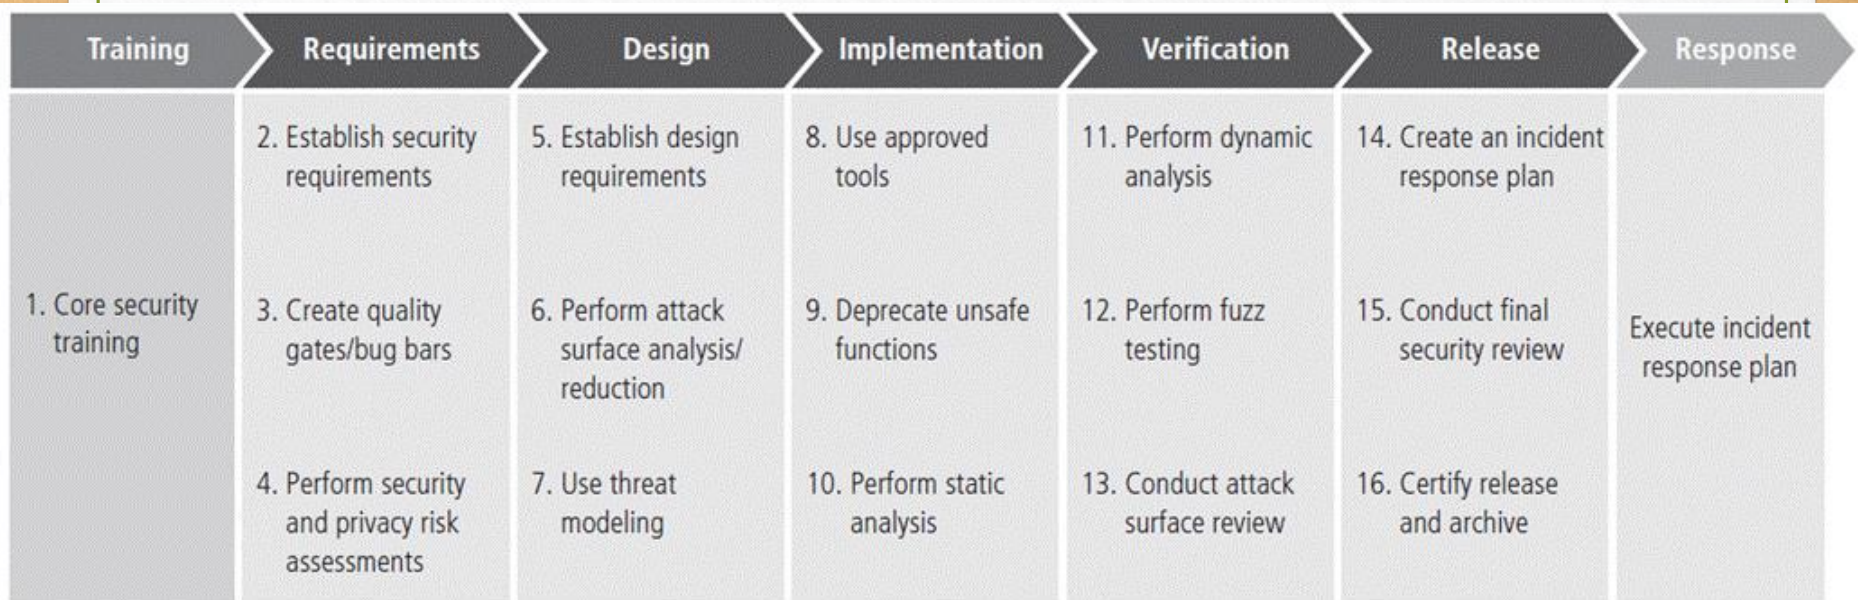 Training
Requirements
Design
Implementation
Verification
Release
Response
1. Core security
training
2. Establish security
requirements
3. Create quality
gates/bug bars
4. Perform security
and privacy risk
assessments
5. Establish design
requirements
6. Perform attack
surface analysis/
reduction
7. Use threat
modeling
8. Use approved
tools
9. Deprecate unsafe
functions
10. Perform static
analysis
11. Perform dynamic
analysis
12. Perform fuzz
testing
13. Conduct attack
surface review
14. Create an incident
response plan
15. Conduct final
security review
16. Certify release
and archive
Execute incident
response plan